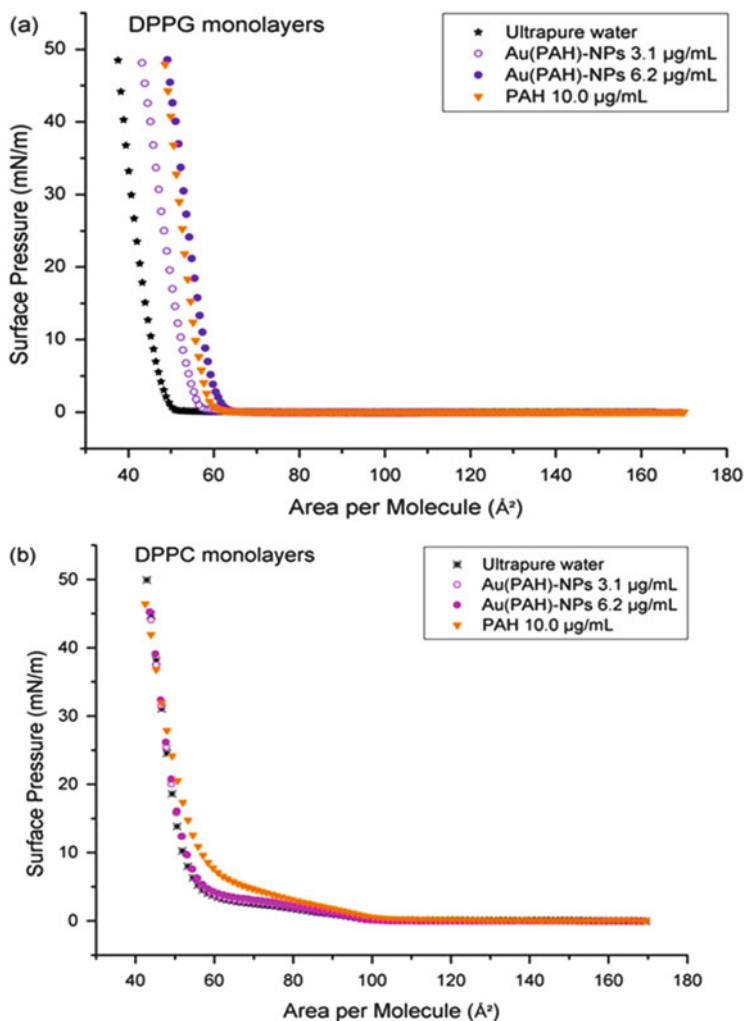 (a)
DPPG monolayers
Ultrapure water
Au(PAH)-NPs 3.1 µg/mL
Au(PAH)-NPs 6.2 µg/mL
PAH 10.0 µg/mL
50
40
30
20
10
0
Surface Pressure (mN/m)
40 60 80 100 120 140 160 180
Area per Molecule (Å²)
(b)
DPPC monolayers
Ultrapure water
Au(PAH)-NPs 3.1 µg/mL
Au(PAH)-NPs 6.2 µg/mL
PAH 10.0 µg/mL
50
40
30
20
10
0
Surface Pressure (mN/m)
40 60 80 100 120 140 160 180
Area per Molecule (Å²)